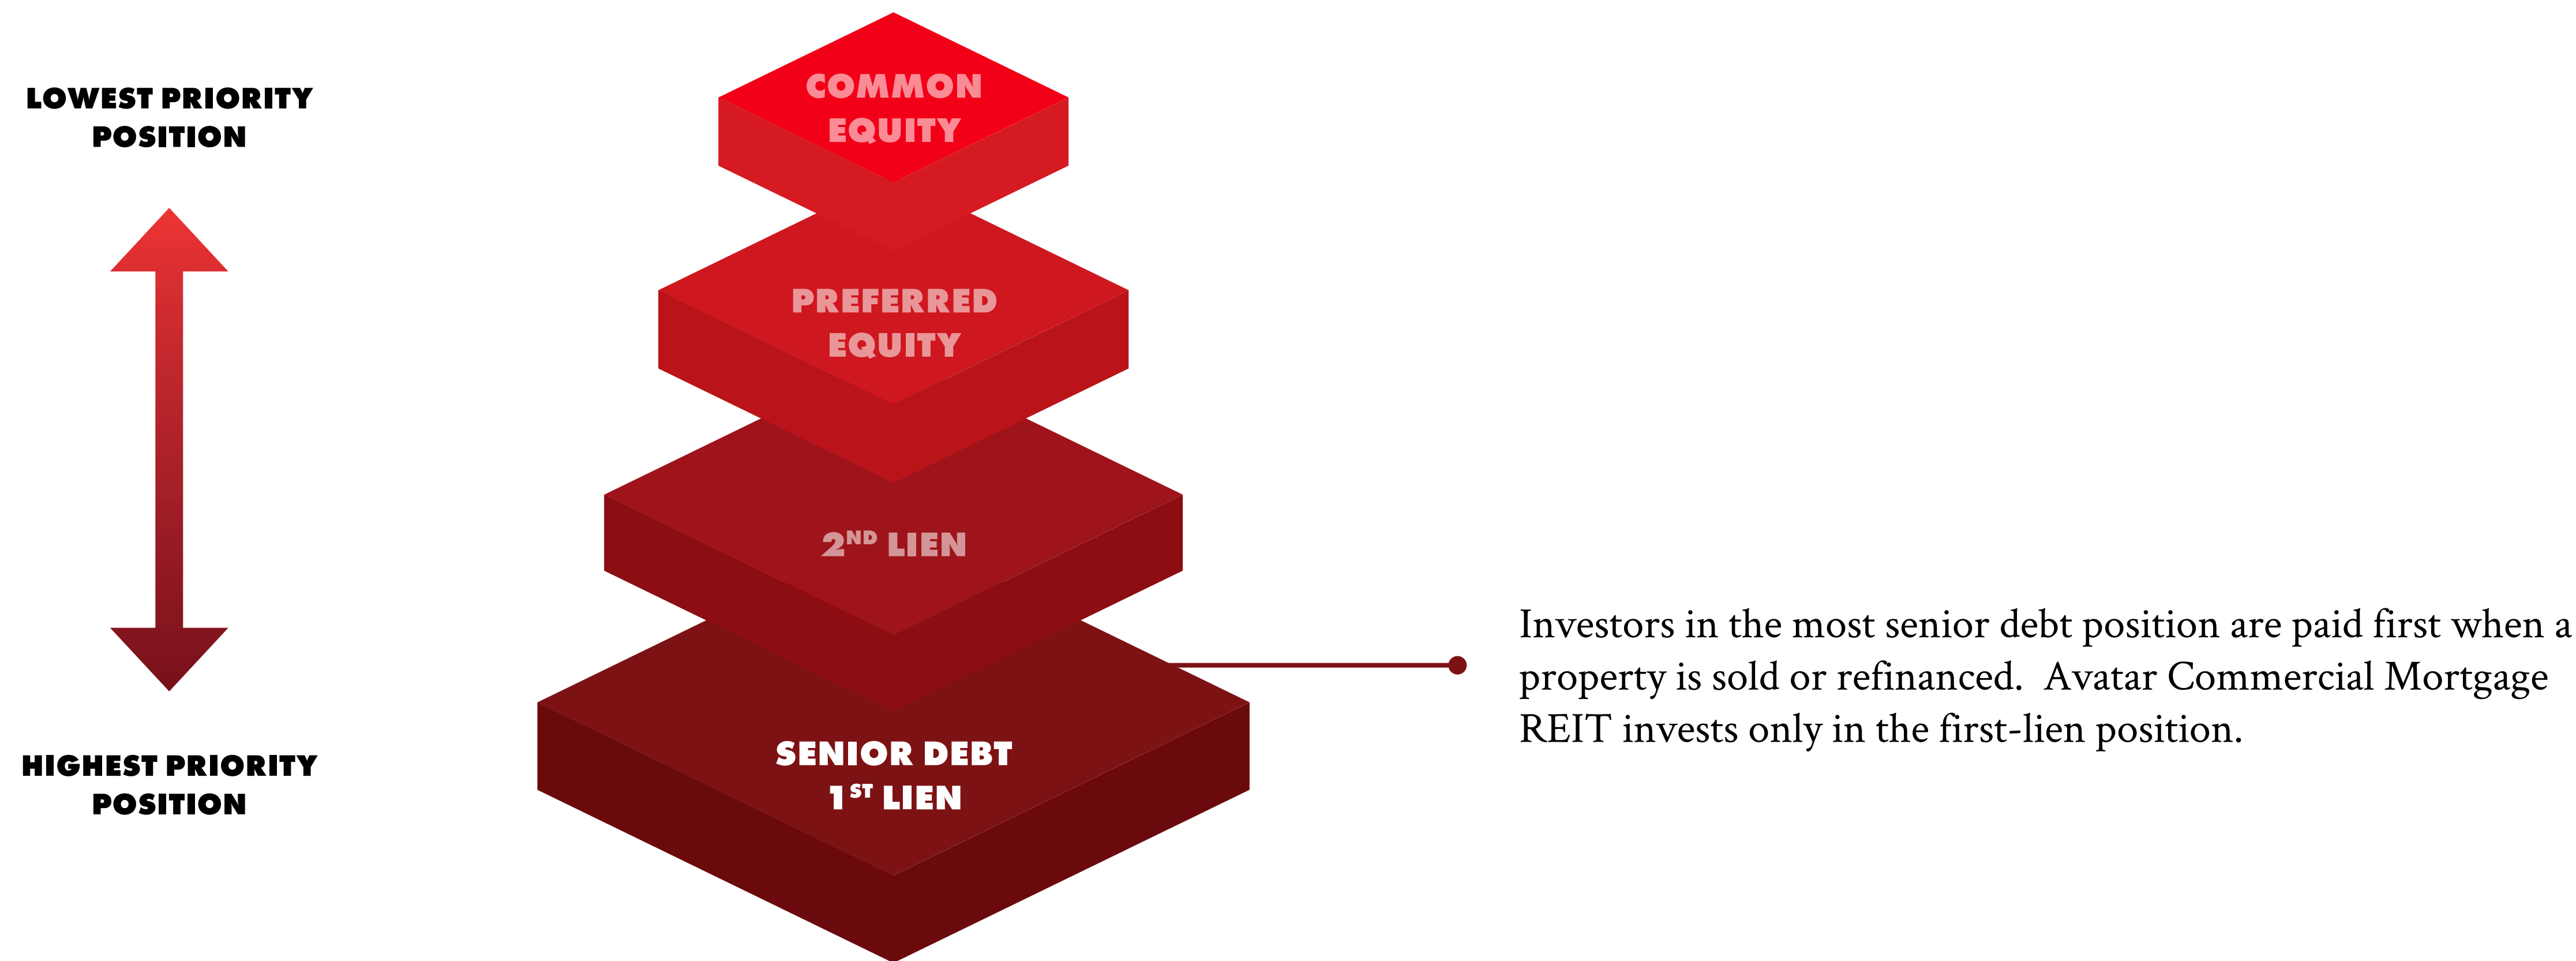 LOWEST PRIORITY
POSITION
HIGHEST PRIORITY
POSITION
COMMON
EQUITY
PREFERRED
EQUITY
2ND LIEN
SENIOR DEBT
1ST LIEN
Investors in the most senior debt position are paid first when a
property is sold or refinanced.  Avatar Commercial Mortgage
REIT invests only in the first-lien position.